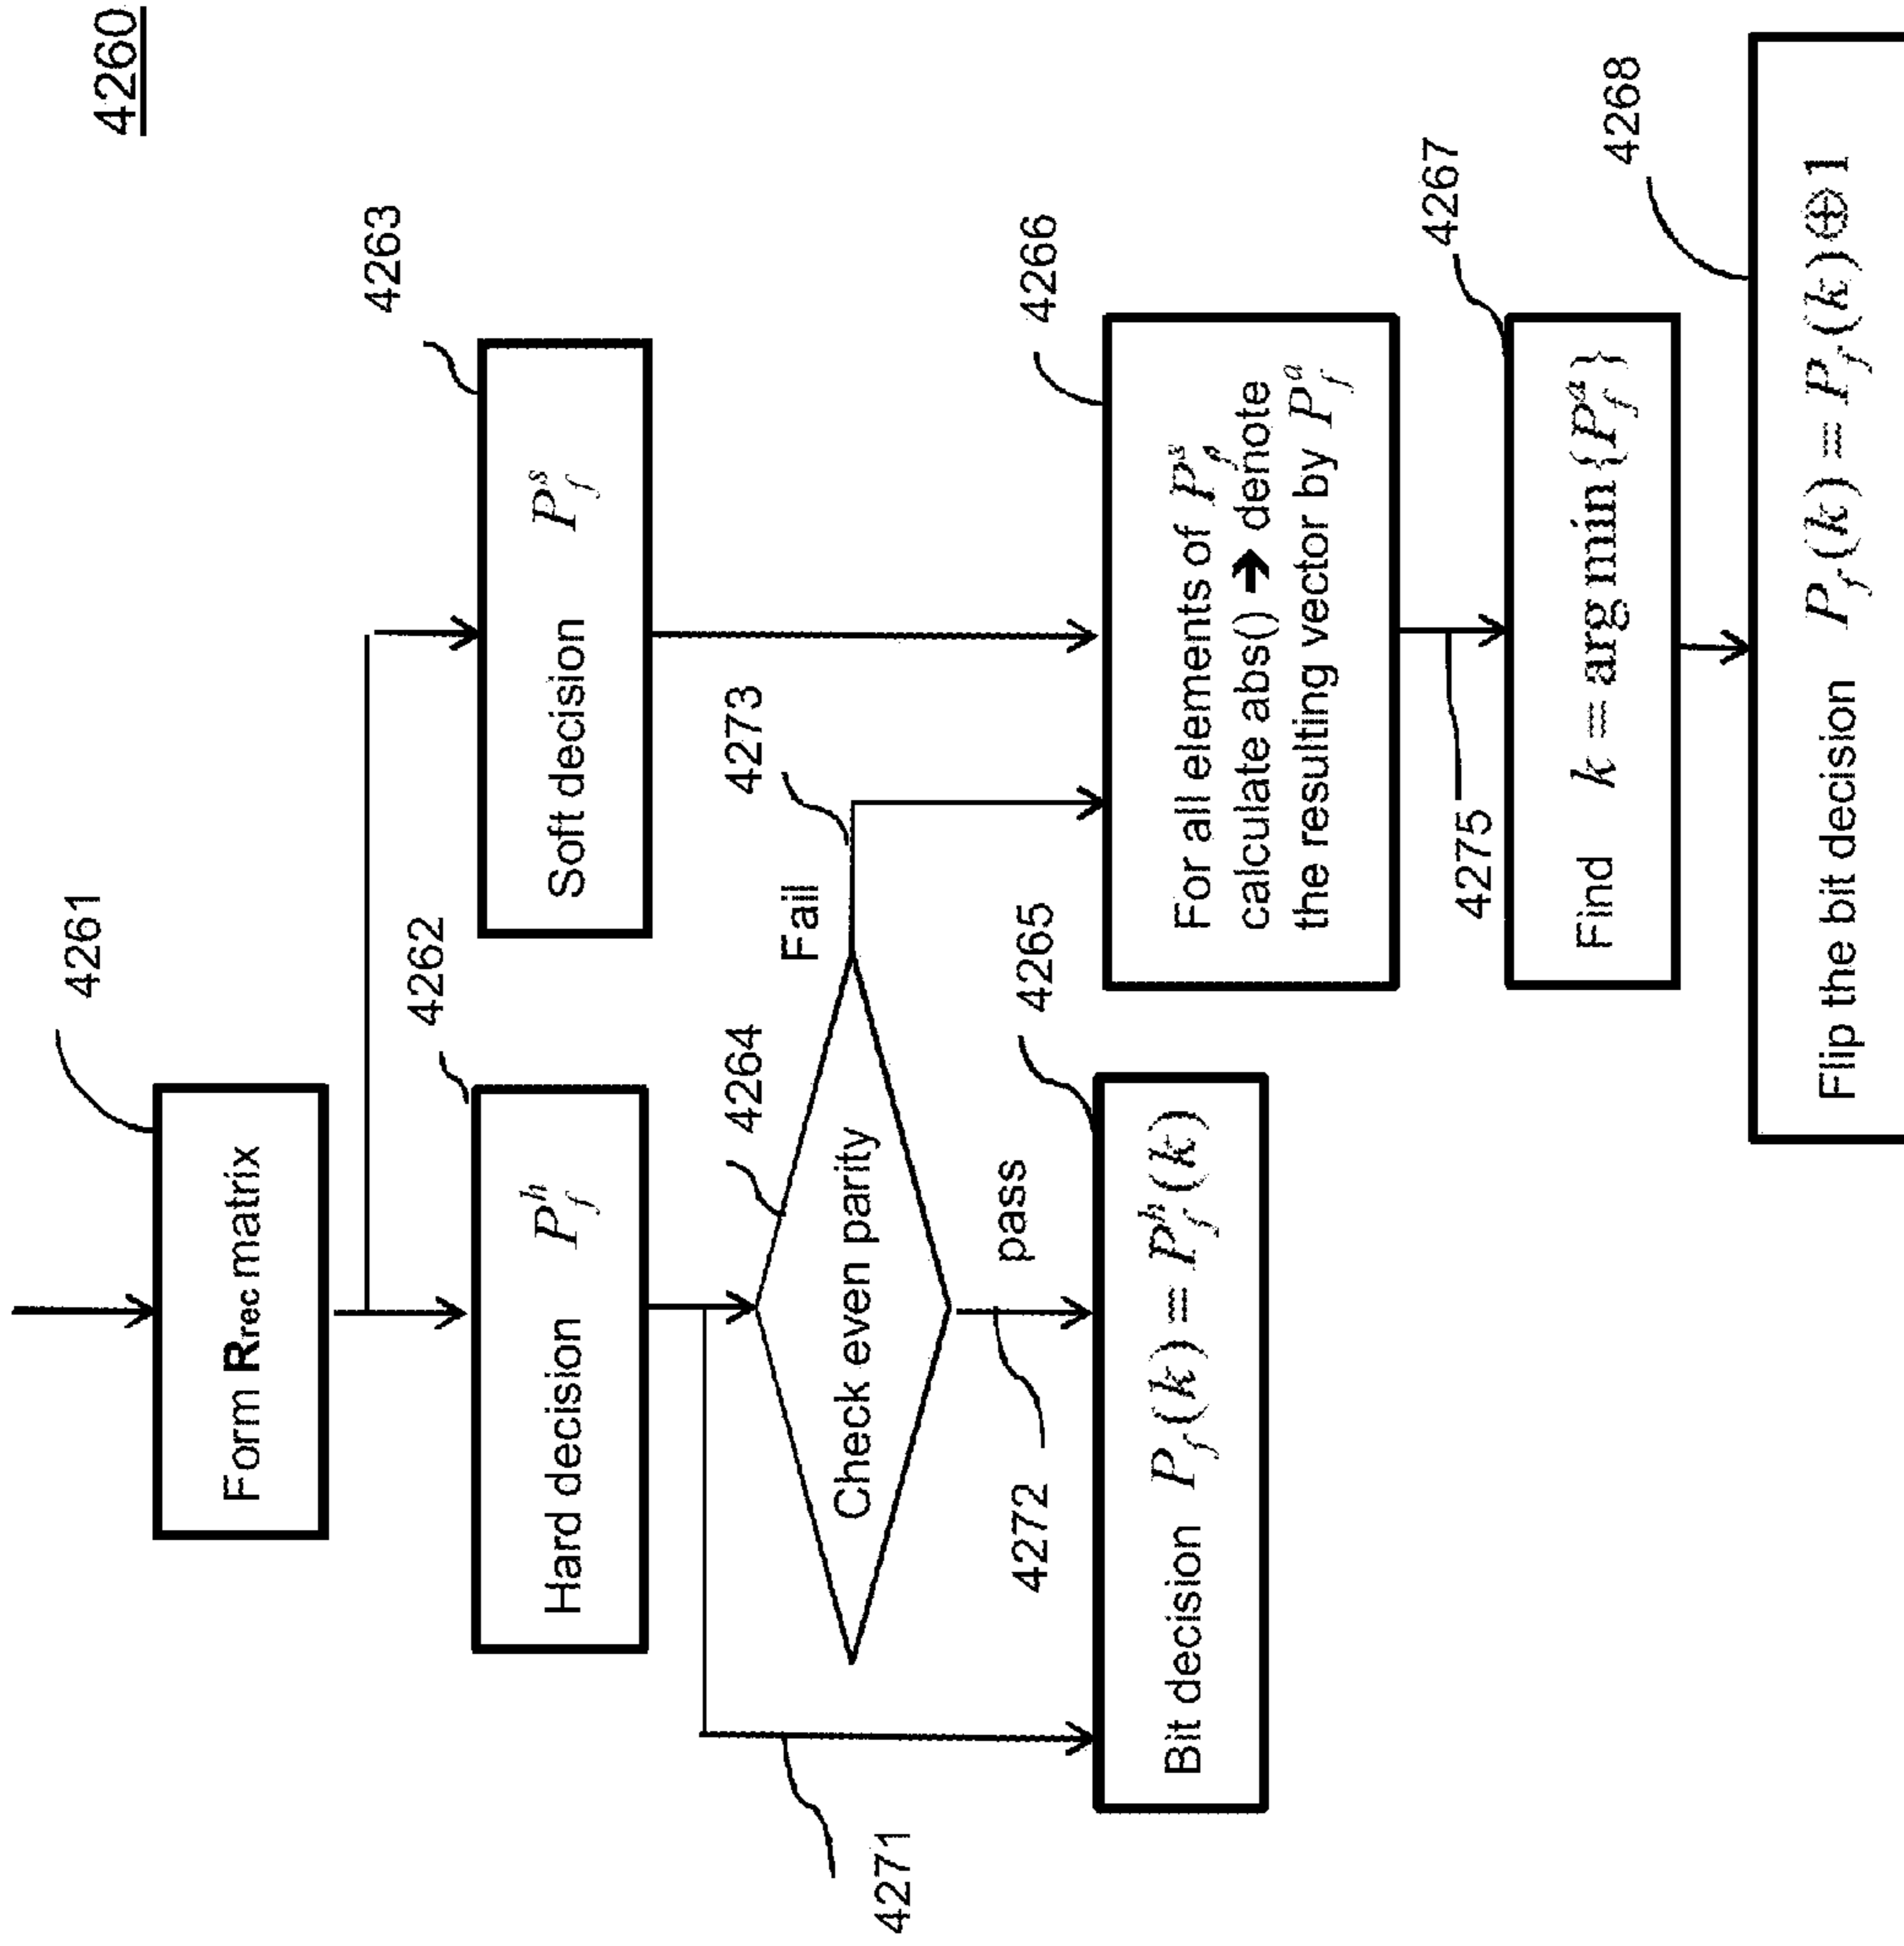 4260
4261
Form Rrec matrix
4262
4263
Hard decision P_f^h
Soft decision P_f^s
4264
4273
Fail
Check even parity
4271
4272
pass
4265
4266
Bit decision P_f(k) = P_f^h(k)
For all elements of P_f^s,
calculate abs() → denote
the resulting vector by P_f^a
4275
4267
Find k = arg min{P_f^a}
4268
Flip the bit decision P_f(k) = P_f(k)⊕1